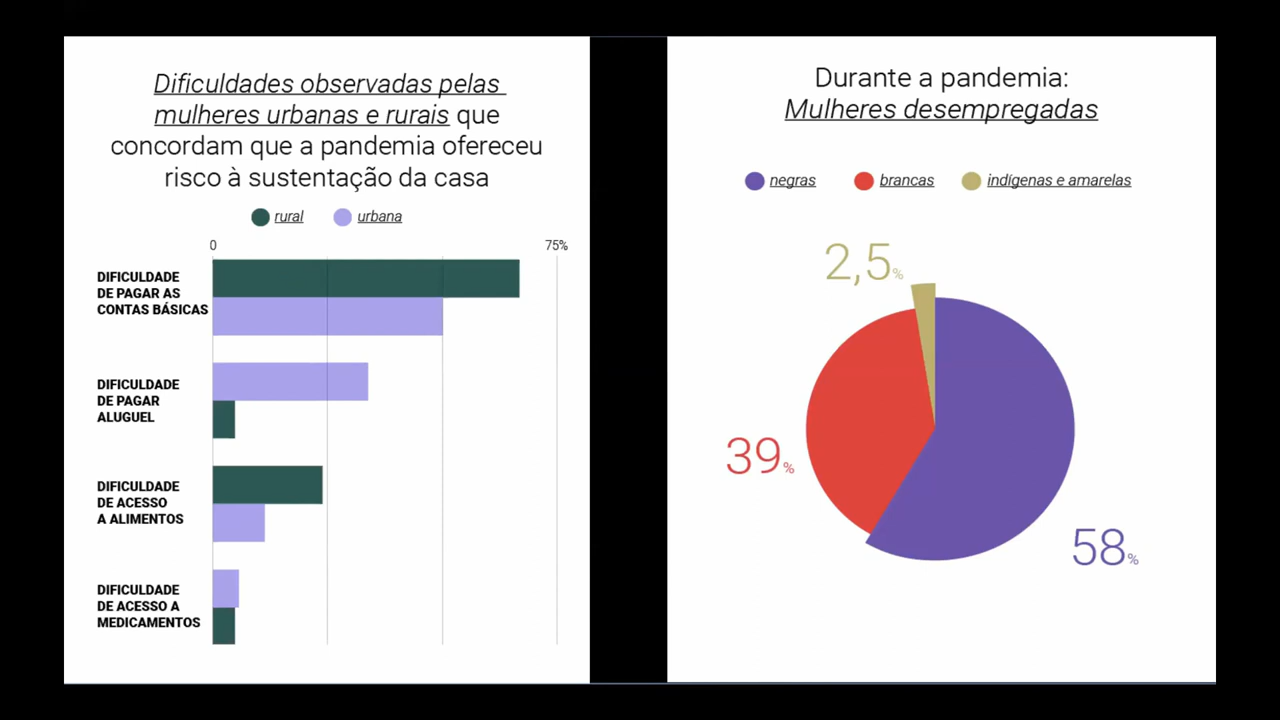 Dificuldades observadas pelas
mulheres urbanas e rurais que
concordam que a pandemia ofereceu
risco à sustentação da casa
rural urbana
0 75%
DIFICULDADE
DE PAGAR AS
CONTAS BÁSICAS
DIFICULDADE
DE PAGAR
ALUGUEL
DIFICULDADE
DE ACESSO
A ALIMENTOS
DIFICULDADE
DE ACESSO A
MEDICAMENTOS
Durante a pandemia:
Mulheres desempregadas
negras brancas indígenas e amarelas
2,5%
39%
58%